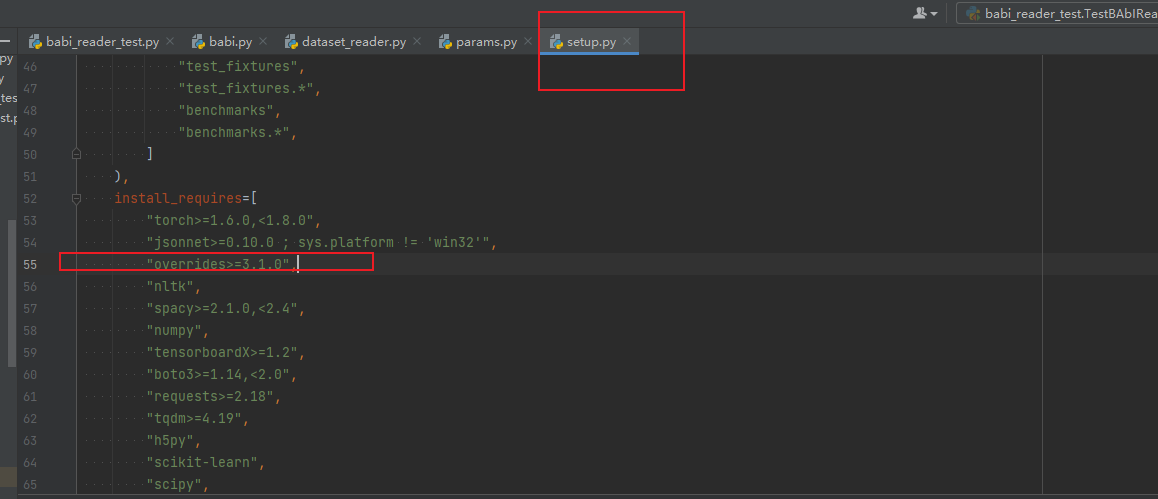 babi_reader_test.TestBAbIRea
babi_reader_test.py babi.py dataset_reader.py params.py setup.py
py
y
_tes
st.p
46 "test_fixtures",
47 "test_fixtures.*",
48 "benchmarks",
49 "benchmarks.*",
50 ]
51 ),
52 install_requires=[
53 "torch>=1.6.0,<1.8.0",
54 "jsonnet>=0.10.0 ; sys.platform != 'win32'",
55 "overrides>=3.1.0",
56 "nltk",
57 "spacy>=2.1.0,<2.4",
58 "numpy",
59 "tensorboardX>=1.2",
60 "boto3>=1.14,<2.0",
61 "requests>=2.18",
62 "tqdm>=4.19",
63 "h5py",
64 "scikit-learn",
65 "scipy",